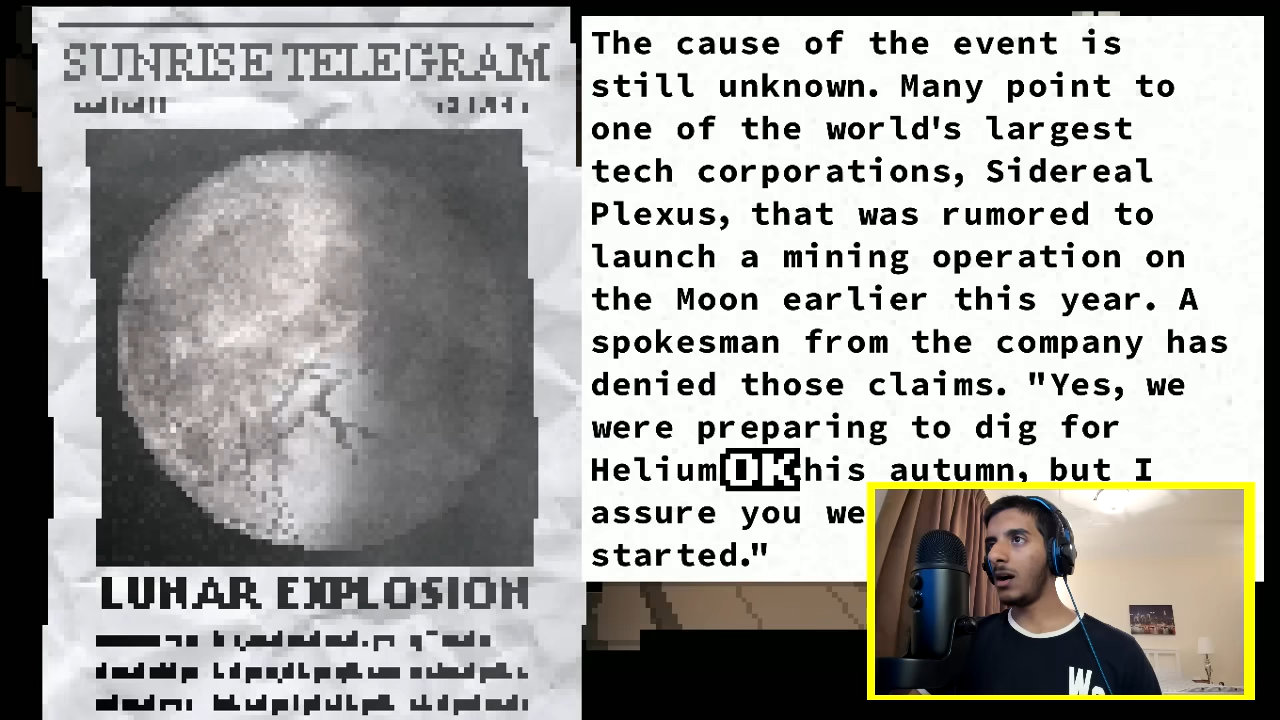 SUNRISE TELEGRAM
LUNAR EXPLOSION
The cause of the event is
still unknown. Many point to
one of the world's largest
tech corporations, Sidereal
Plexus, that was rumored to
launch a mining operation on
the Moon earlier this year. A
spokesman from the company has
denied those claims. "Yes, we
were preparing to dig for
Helium OK his autumn, but I
assure you we
started."